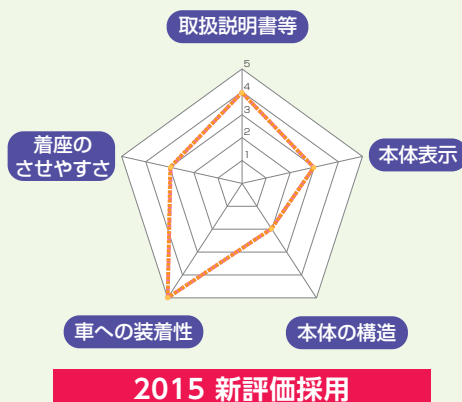 取扱説明書等
5
4
3
2
1
着座の
させやすさ
本体表示
車への装着性
本体の構造
2015 新評価採用